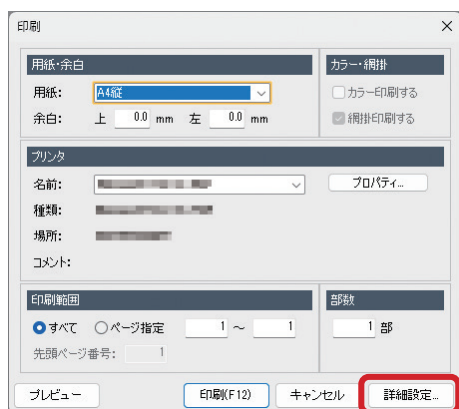 印刷
用紙・余白
用紙: A4縦
余白: 上 0.0 mm 左 0.0 mm
カラー・網掛
カラー印刷する
網掛印刷する
プリンタ
名前:
プロパティ...
種類:
場所:
コメント:
印刷範囲
すべて ページ指定 1 ～ 1
先頭ページ番号: 1
部数
1 部
プレビュー 印刷(F12) キャンセル 詳細設定...